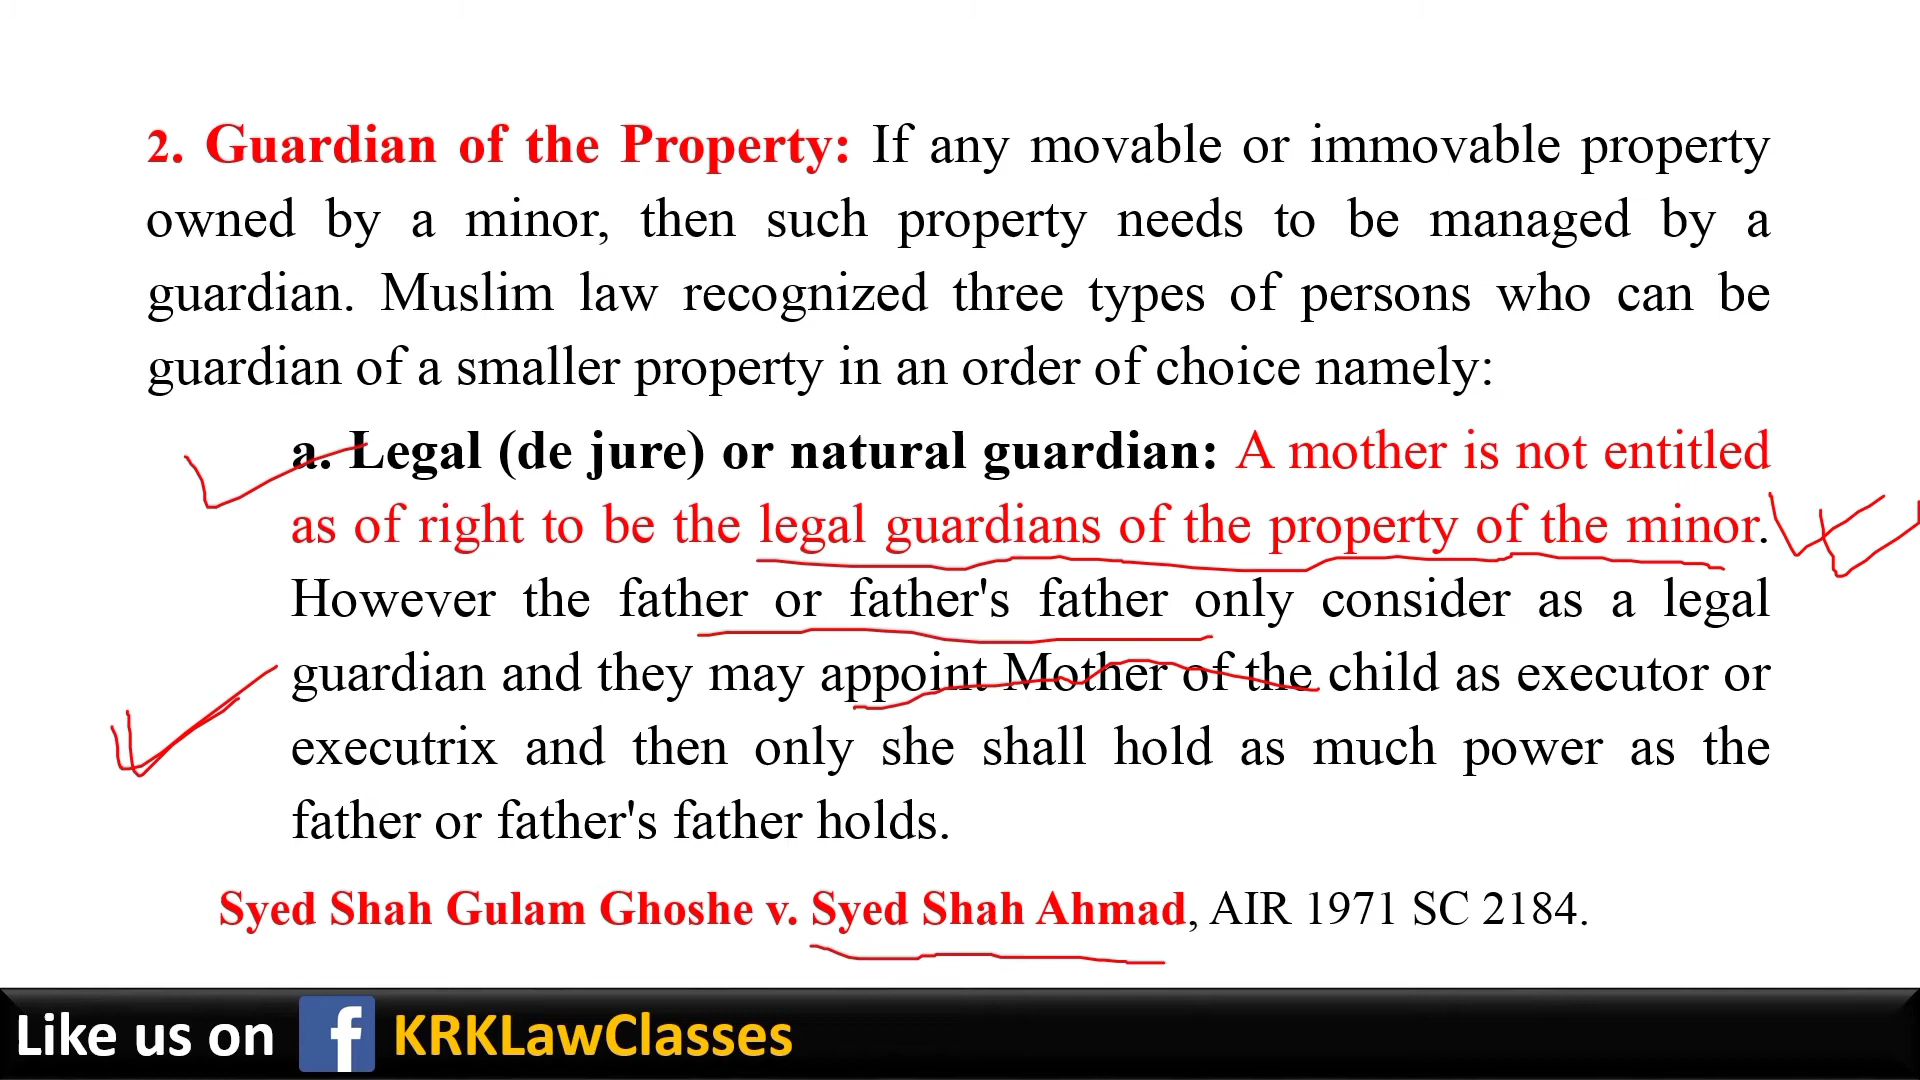 2. Guardian of the Property: If any movable or immovable property
owned by a minor, then such property needs to be managed by a
guardian. Muslim law recognized three types of persons who can be
guardian of a smaller property in an order of choice namely:
a. Legal (de jure) or natural guardian: A mother is not entitled
as of right to be the legal guardians of the property of the minor.
However the father or father's father only consider as a legal
guardian and they may appoint Mother of the child as executor or
executrix and then only she shall hold as much power as the
father or father's father holds.
Syed Shah Gulam Ghoshe v. Syed Shah Ahmad, AIR 1971 SC 2184.
Like us on f KRKLawClasses